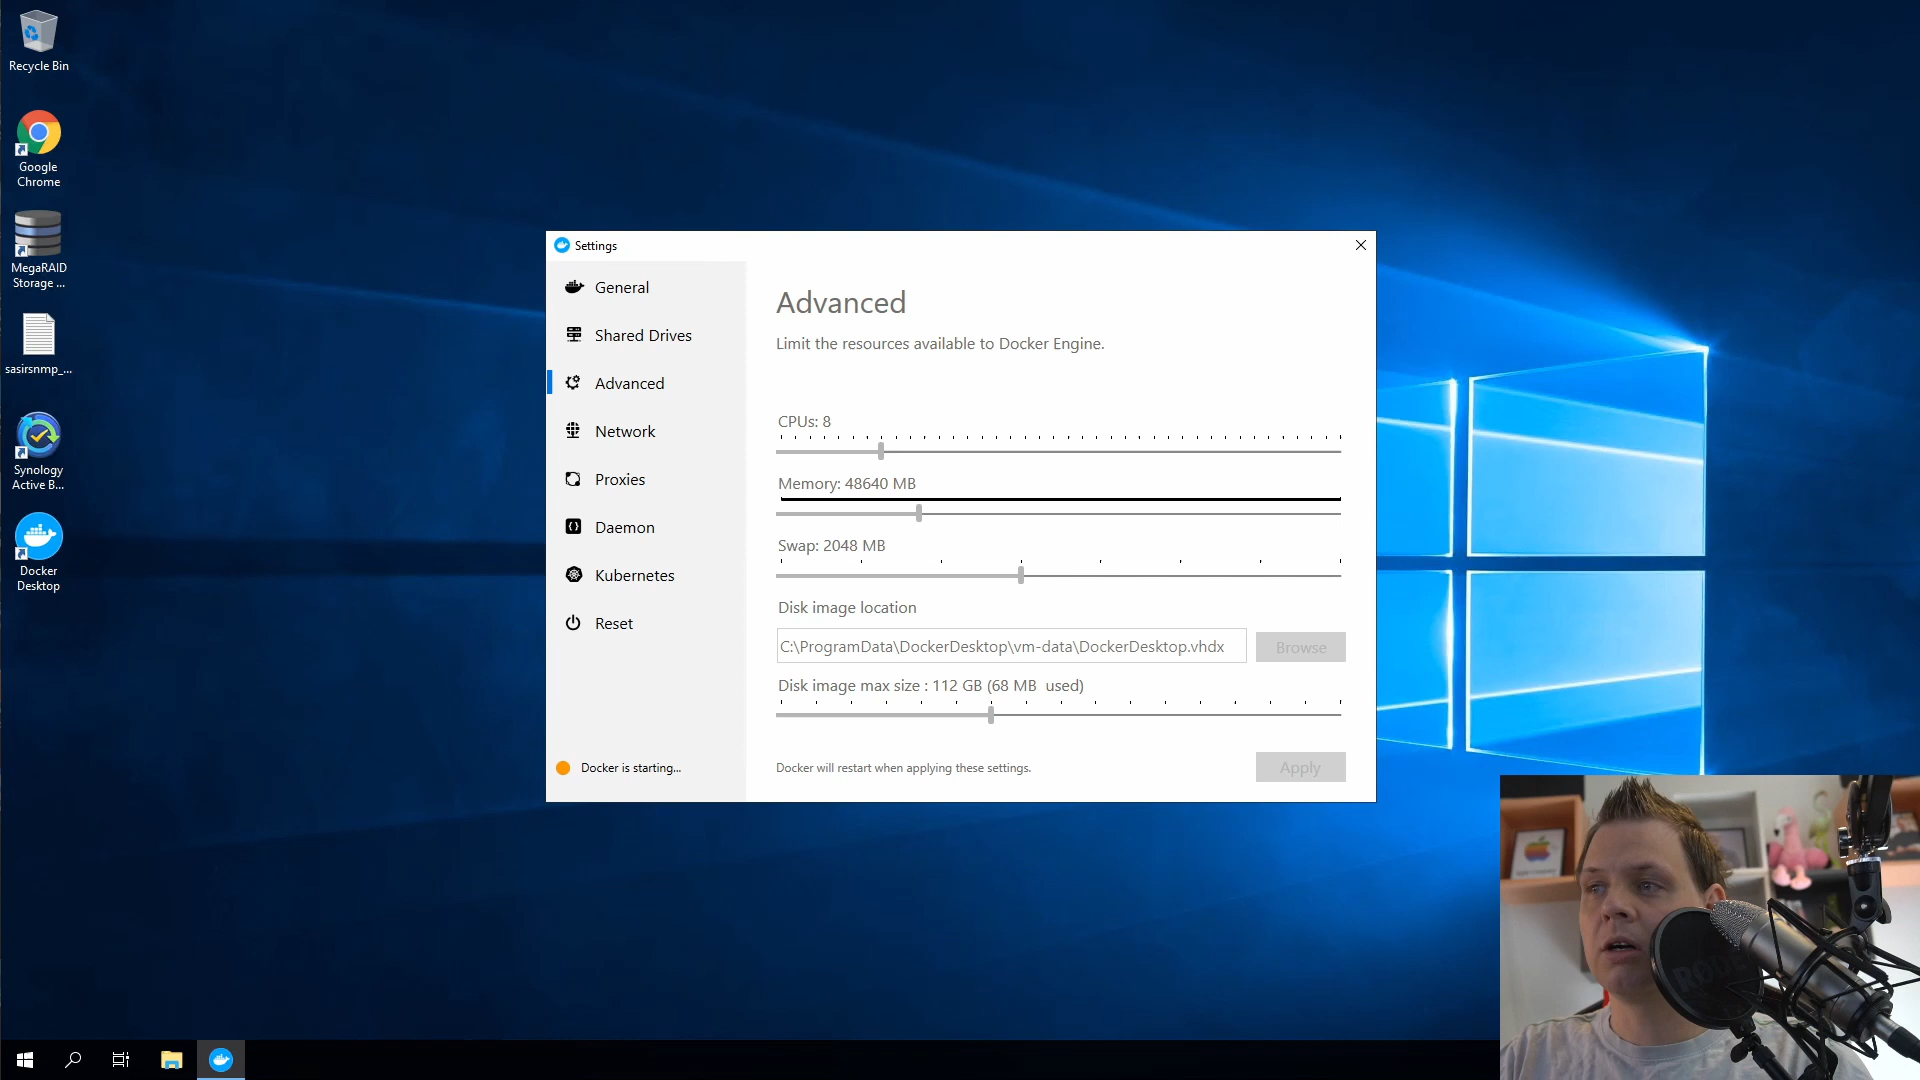 Recycle Bin
Google
Chrome
MegaRAID
Storage ...
sasirsnmp_...
Synology
Active B...
Docker
Desktop
Settings
General
Shared Drives
Advanced
Network
Proxies
Daemon
Kubernetes
Reset
Docker is starting...
Advanced
Limit the resources available to Docker Engine.
CPUs: 8
Memory: 48640 MB
Swap: 2048 MB
Disk image location
C:\ProgramData\DockerDesktop\vm-data\DockerDesktop.vhdx
Browse
Disk image max size : 112 GB (68 MB used)
Docker will restart when applying these settings.
Apply